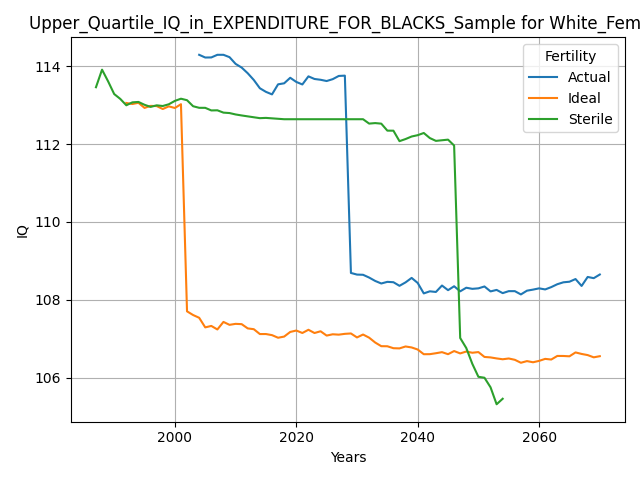 Upper_Quartile_IQ_in_EXPENDITURE_FOR_BLACKS_Sample for White_Fem
Fertility
Actual
Ideal
Sterile
IQ
114
112
110
108
106
2000 2020 2040 2060
Years